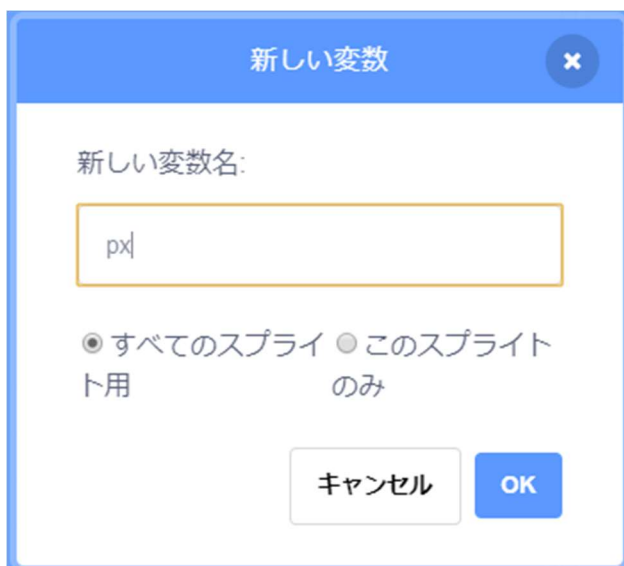 新しい変数
新しい変数名:
px
すべてのスプライ
ト用
このスプライト
のみ
キャンセル
OK